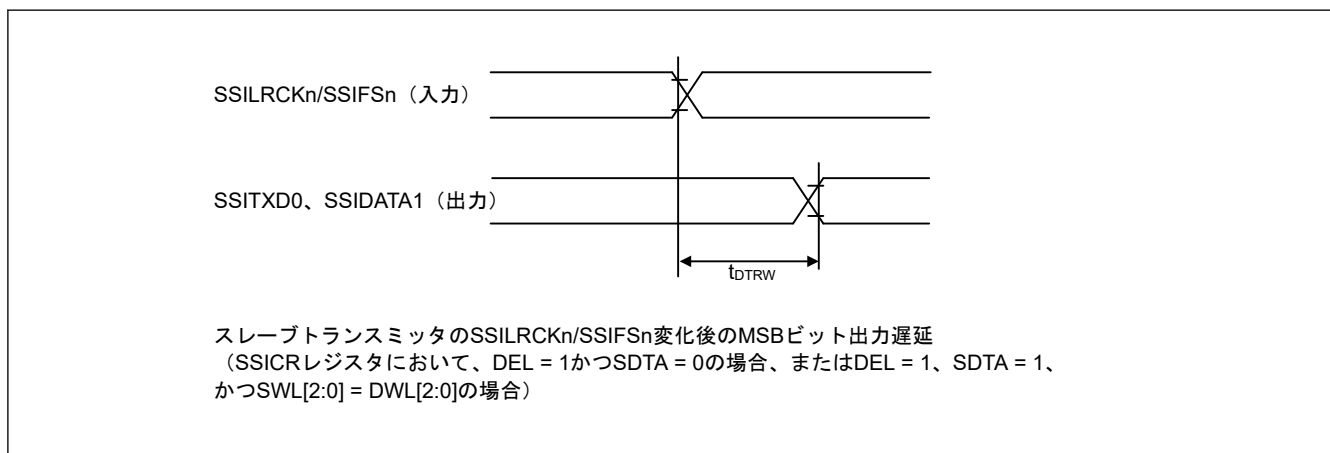 SSILRCKn/SSIFSn（入力）
SSITXD0、SSIDATA1（出力）
tDTRW
スレーブトランスミッタのSSILRCKn/SSIFSn変化後のMSBビット出力遅延
（SSICRレジスタにおいて、DEL = 1かつSDTA = 0の場合、またはDEL = 1、SDTA = 1、
かつSWL[2:0] = DWL[2:0]の場合）